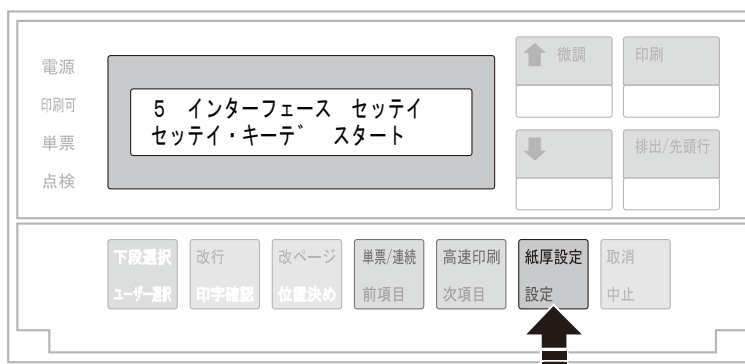 電源
印刷可
単票
点検
5 インターフェース セッテイ
セッテイ・キーデ゛ スタート
微調
印刷
排出/先頭行
下段選択
ユーザー選択
改行
印字確認
改ページ
位置決め
単票/連続
前項目
高速印刷
次項目
紙厚設定
設定
取消
中止